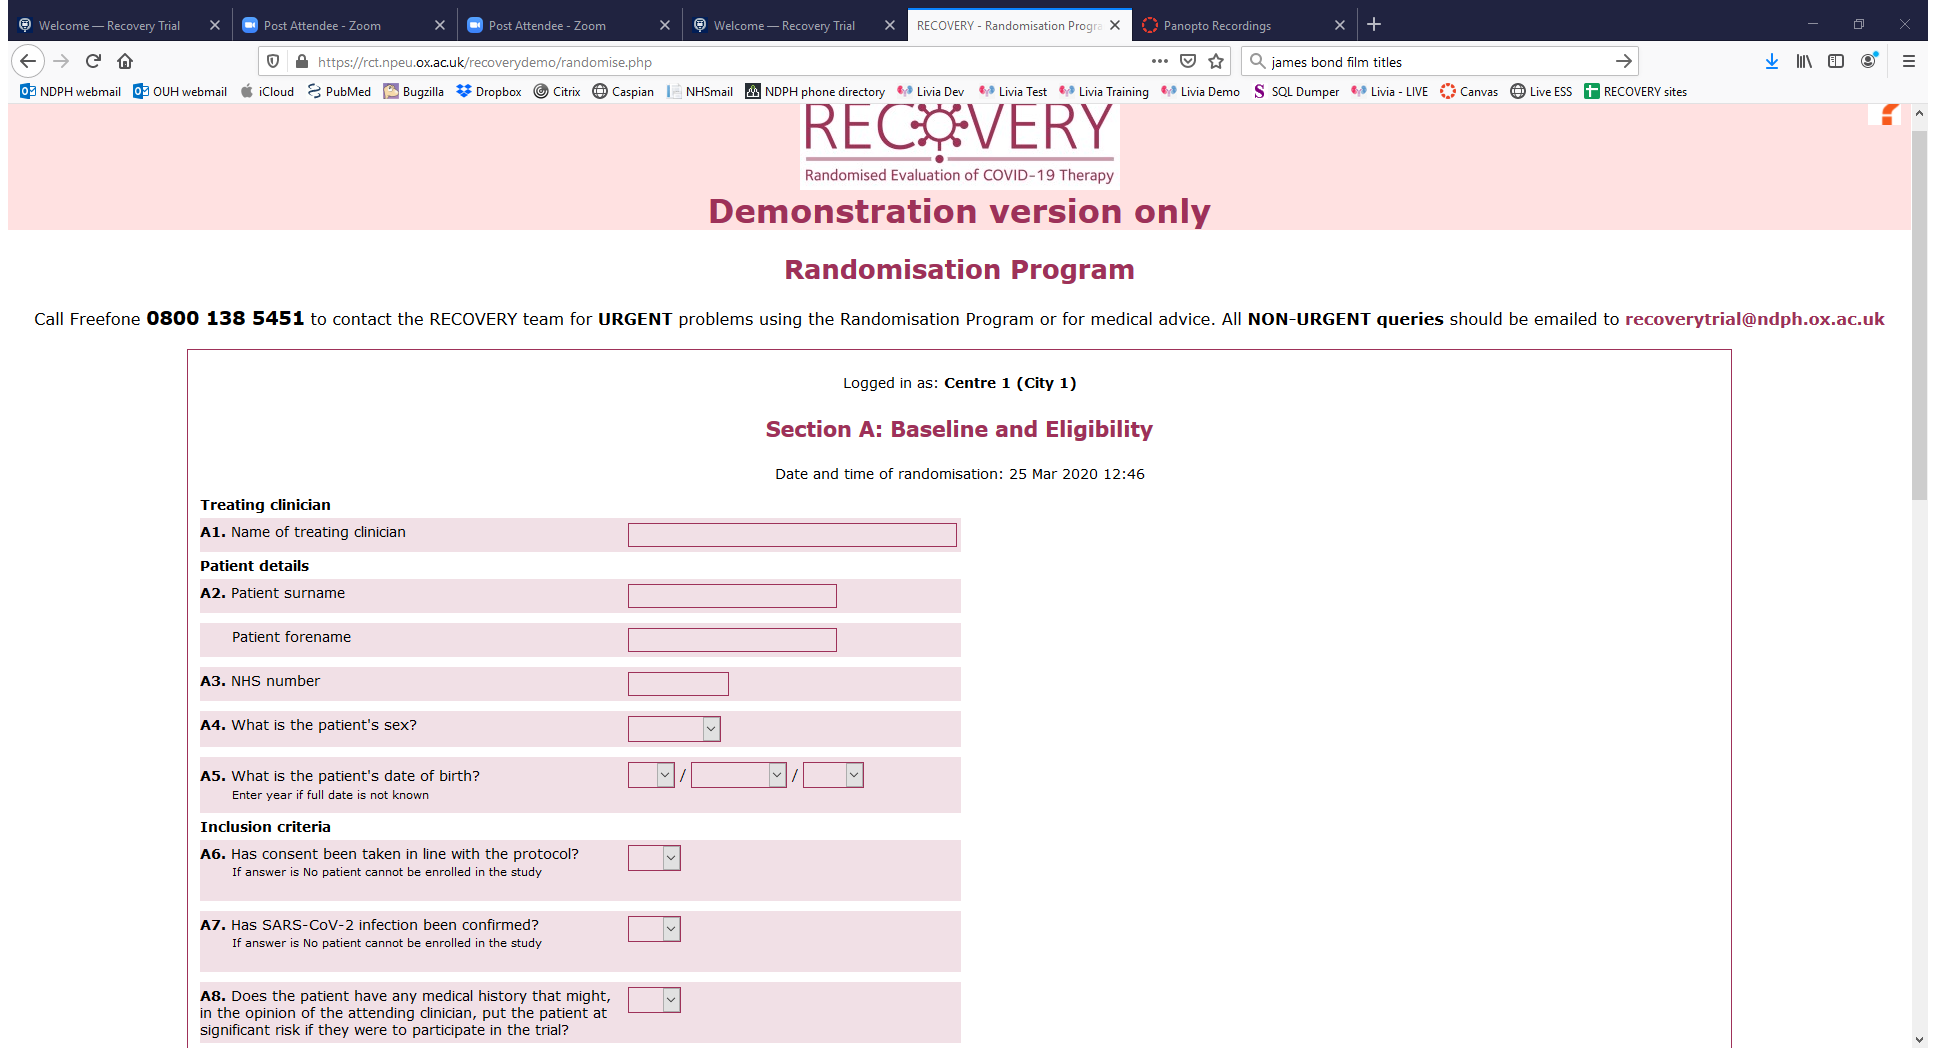 Welcome — Recovery Trial
Post Attendee - Zoom
Post Attendee - Zoom
Welcome — Recovery Trial
RECOVERY - Randomisation Progra
Panopto Recordings
https://rct.npeu.ox.ac.uk/recoverydemo/randomise.php
james bond film titles
NDPH webmail
OUH webmail
iCloud
PubMed
Bugzilla
Dropbox
Citrix
Caspian
NHSmail
NDPH phone directory
Livia Dev
Livia Test
Livia Training
Livia Demo
SQL Dumper
Livia - LIVE
Canvas
Live ESS
RECOVERY sites
RECOVERY
Randomised Evaluation of COVID-19 Therapy
Demonstration version only
Randomisation Program
Call Freefone 0800 138 5451 to contact the RECOVERY team for URGENT problems using the Randomisation Program or for medical advice. All NON-URGENT queries should be emailed to recoverytrial@ndph.ox.ac.uk
Logged in as: Centre 1 (City 1)
Section A: Baseline and Eligibility
Date and time of randomisation: 25 Mar 2020 12:46
Treating clinician
A1. Name of treating clinician
Patient details
A2. Patient surname
Patient forename
A3. NHS number
A4. What is the patient's sex?
A5. What is the patient's date of birth? / /
Enter year if full date is not known
Inclusion criteria
A6. Has consent been taken in line with the protocol?
If answer is No patient cannot be enrolled in the study
A7. Has SARS-CoV-2 infection been confirmed?
If answer is No patient cannot be enrolled in the study
A8. Does the patient have any medical history that might,
in the opinion of the attending clinician, put the patient at
significant risk if they were to participate in the trial?